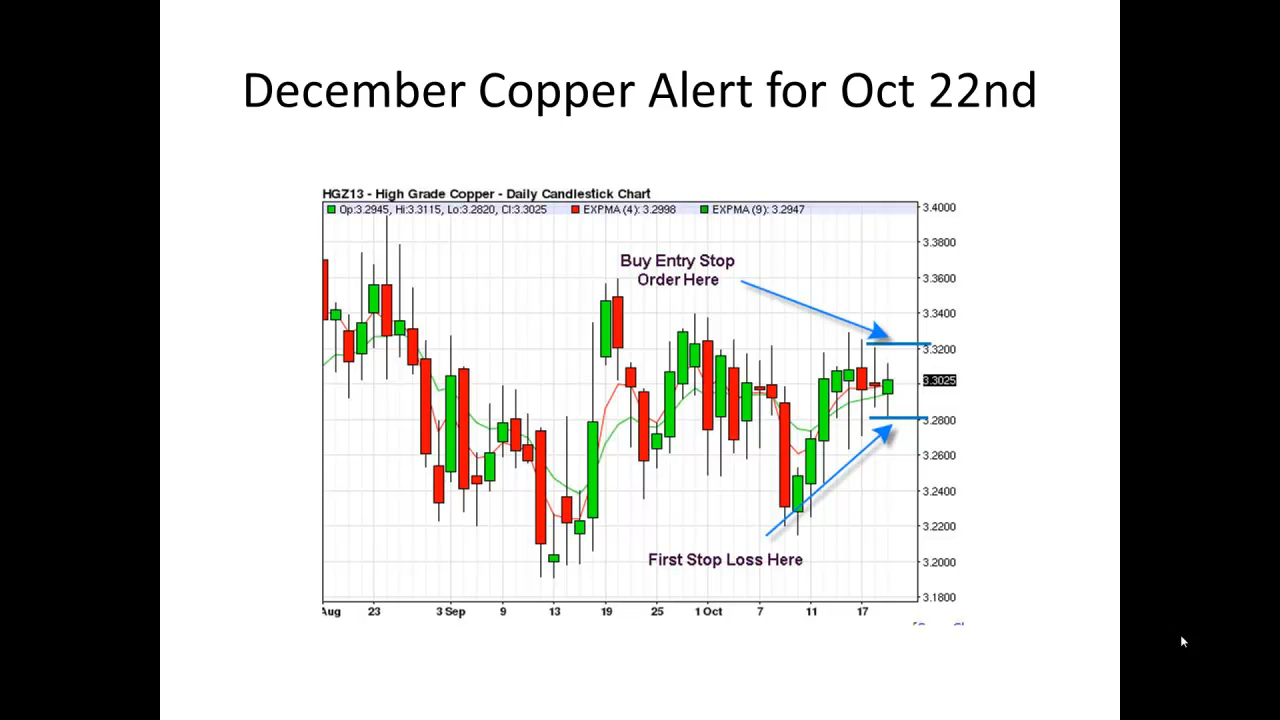 December Copper Alert for Oct 22nd
HGZ13 - High Grade Copper - Daily Candlestick Chart
Op:3.2945, Hi:3.3115, Lo:3.2820, Cl:3.3025 EXPMA (4): 3.2998 EXPMA (9): 3.2947
3.4000
3.3800
Buy Entry Stop
Order Here
3.3600
3.3400
3.3200
3.3025
3.2800
3.2600
3.2400
3.2200
First Stop Loss Here
3.2000
3.1800
Aug 23 3 Sep 9 13 19 25 1 Oct 7 11 17